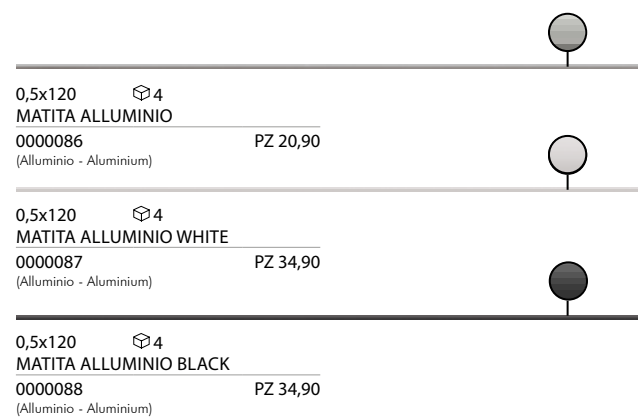 0,5x120 4
MATITA ALLUMINIO
0000086 PZ 20,90
(Alluminio - Aluminium)
0,5x120 4
MATITA ALLUMINIO WHITE
0000087 PZ 34,90
(Alluminio - Aluminium)
0,5x120 4
MATITA ALLUMINIO BLACK
0000088 PZ 34,90
(Alluminio - Aluminium)